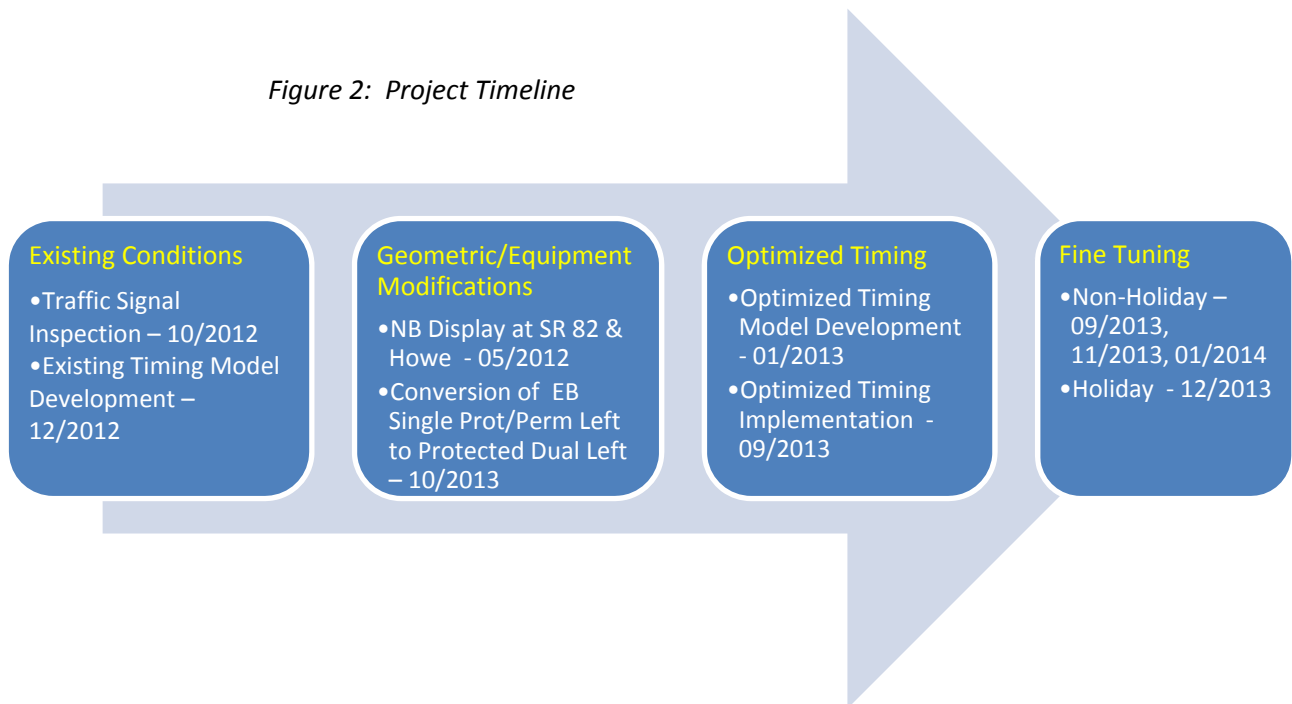 Figure 2: Project Timeline
Existing Conditions
•Traffic Signal
Inspection – 10/2012
•Existing Timing Model
Development –
12/2012
Geometric/Equipment
Modifications
•NB Display at SR 82 &
Howe - 05/2012
•Conversion of EB
Single Prot/Perm Left
to Protected Dual Left
– 10/2013
Optimized Timing
•Optimized Timing
Model Development
- 01/2013
•Optimized Timing
Implementation -
09/2013
Fine Tuning
•Non-Holiday –
09/2013,
11/2013, 01/2014
•Holiday - 12/2013